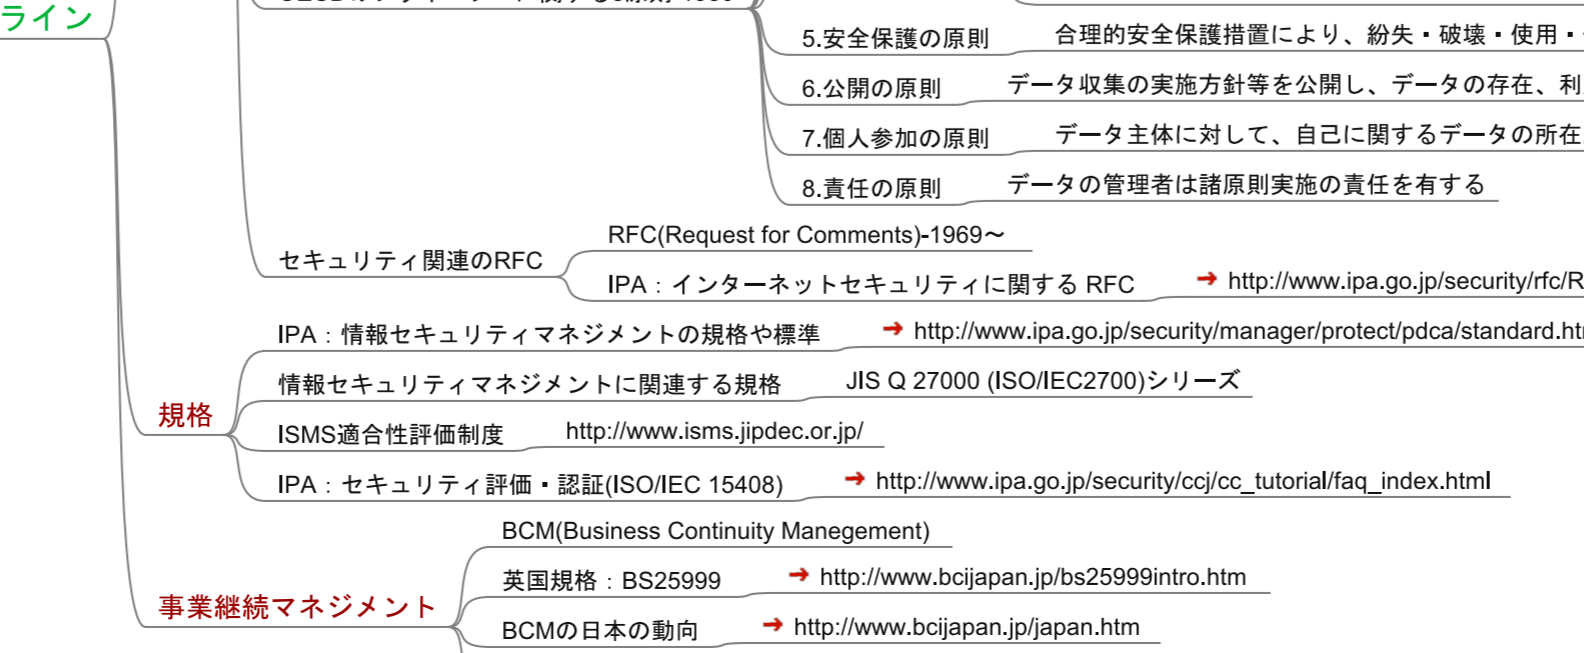 ライン
5.安全保護の原則 合理的安全保護措置により、紛失・破壊・使用・
6.公開の原則 データ収集の実施方針等を公開し、データの存在、利
7.個人参加の原則 データ主体に対して、自己に関するデータの所在
8.責任の原則 データの管理者は諸原則実施の責任を有する
セキュリティ関連のRFC
RFC(Request for Comments)-1969～
IPA：インターネットセキュリティに関する RFC → http://www.ipa.go.jp/security/rfc/R
規格
IPA：情報セキュリティマネジメントの規格や標準 → http://www.ipa.go.jp/security/manager/protect/pdca/standard.ht
情報セキュリティマネジメントに関連する規格 JIS Q 27000 (ISO/IEC2700)シリーズ
ISMS適合性評価制度 http://www.isms.jipdec.or.jp/
IPA：セキュリティ評価・認証(ISO/IEC 15408) → http://www.ipa.go.jp/security/ccj/cc_tutorial/faq_index.html
事業継続マネジメント
BCM(Business Continuity Manegement)
英国規格：BS25999 → http://www.bcijapan.jp/bs25999intro.htm
BCMの日本の動向 → http://www.bcijapan.jp/japan.htm